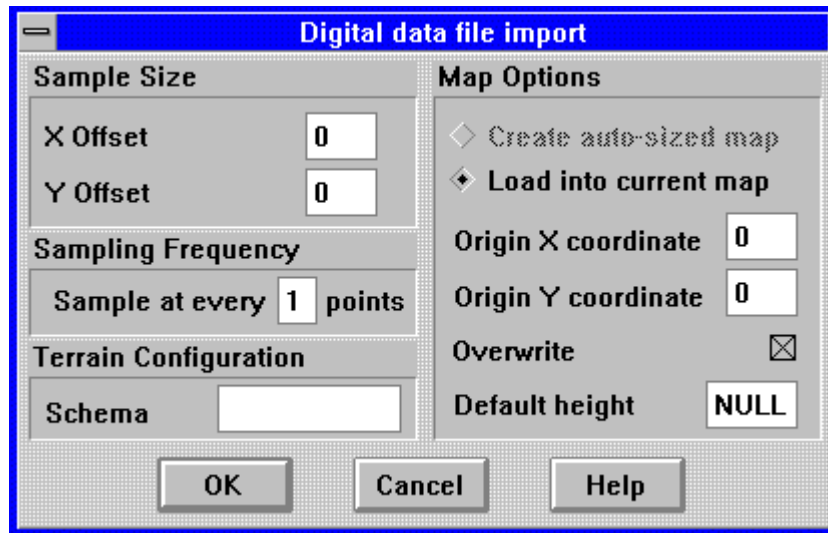 Digital data file import
Sample Size
X Offset 0
Y Offset 0
Sampling Frequency
Sample at every 1 points
Terrain Configuration
Schema
Map Options
Create auto-sized map
Load into current map
Origin X coordinate 0
Origin Y coordinate 0
Overwrite
Default height NULL
OK Cancel Help